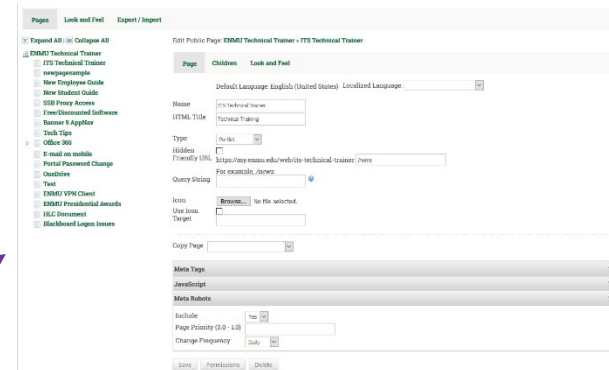 Pages Look and Feel Export / Import
Expand All Collapse All
ENMU Technical Trainer
ITS Technical Trainer
newpageexample
New Employee Guide
New Student Guide
SSB Proxy Access
Free/Discounted Software
Banner 9 AppNav
Tech Tips
Office 365
E-mail on mobile
Portal Password Change
OneDrive
Test
ENMU VPN Client
ENMU Presidential Awards
HLC Document
Blackboard Logon Issues
Edit Public Page: ENMU Technical Trainer » ITS Technical Trainer
Page Children Look and Feel
Default Language: English (United States) Localized Language:
Name ITS Technical Trainer
HTML Title Technical Training
Type Portlet
Hidden
Friendly URL https://my.enmu.edu/web/its-technical-trainer /home
For example, /news.
Query String
Icon Browse... No file selected.
Use Icon
Target
Copy Page
Meta Tags
JavaScript
Meta Robots
Include Yes
Page Priority (0.0 - 1.0)
Change Frequency Daily
Save Permissions Delete